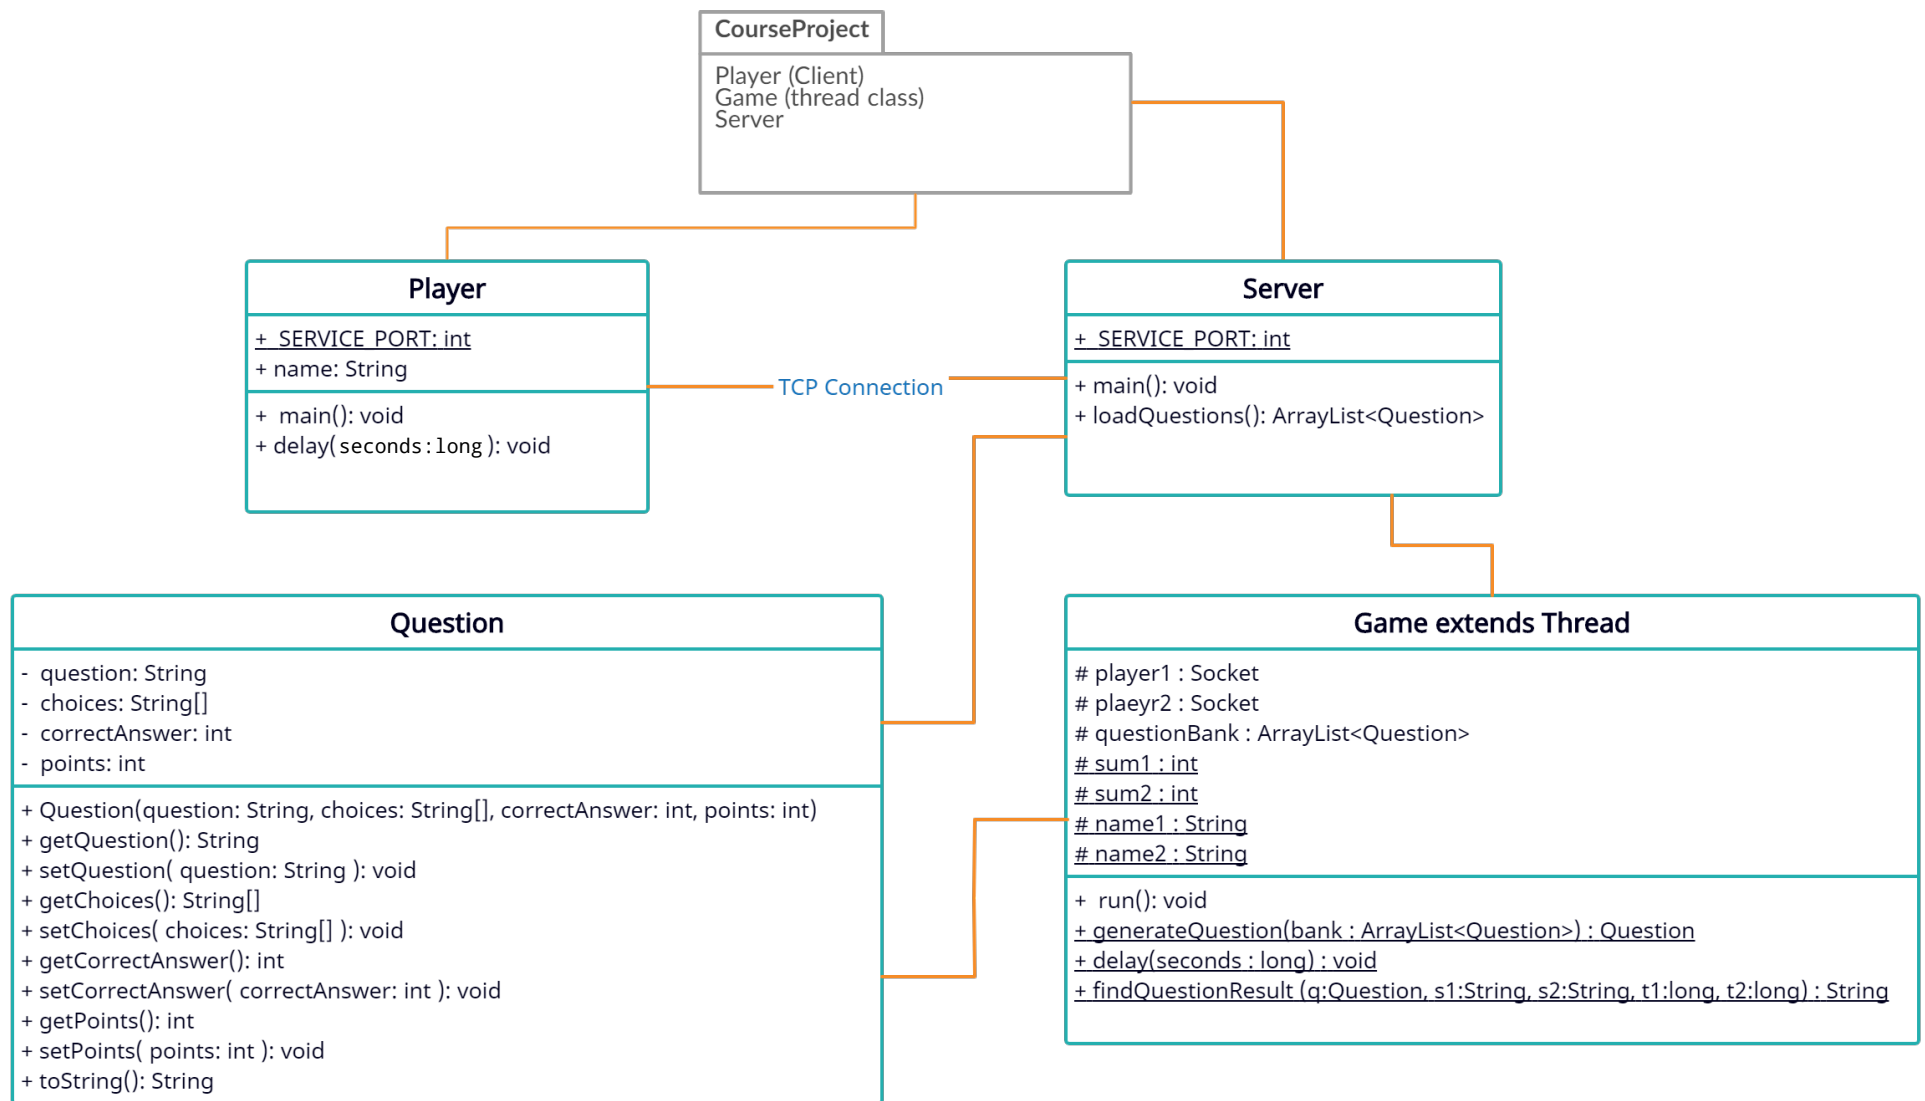 CourseProject
Player (Client)
Game (thread class)
Server
Player
+ SERVICE_PORT: int
+ name: String
+ main(): void
+ delay(seconds:long): void
TCP Connection
Server
+ SERVICE_PORT: int
+ main(): void
+ loadQuestions(): ArrayList<Question>
Question
- question: String
- choices: String[]
- correctAnswer: int
- points: int
+ Question(question: String, choices: String[], correctAnswer: int, points: int)
+ getQuestion(): String
+ setQuestion( question: String ): void
+ getChoices(): String[]
+ setChoices( choices: String[] ): void
+ getCorrectAnswer(): int
+ setCorrectAnswer( correctAnswer: int ): void
+ getPoints(): int
+ setPoints( points: int ): void
+ toString(): String
Game extends Thread
# player1 : Socket
# plaeyr2 : Socket
# questionBank : ArrayList<Question>
# sum1 : int
# sum2 : int
# name1 : String
# name2 : String
+ run(): void
+ generateQuestion(bank : ArrayList<Question>) : Question
+ delay(seconds : long) : void
+ findQuestionResult (q:Question, s1:String, s2:String, t1:long, t2:long) : String